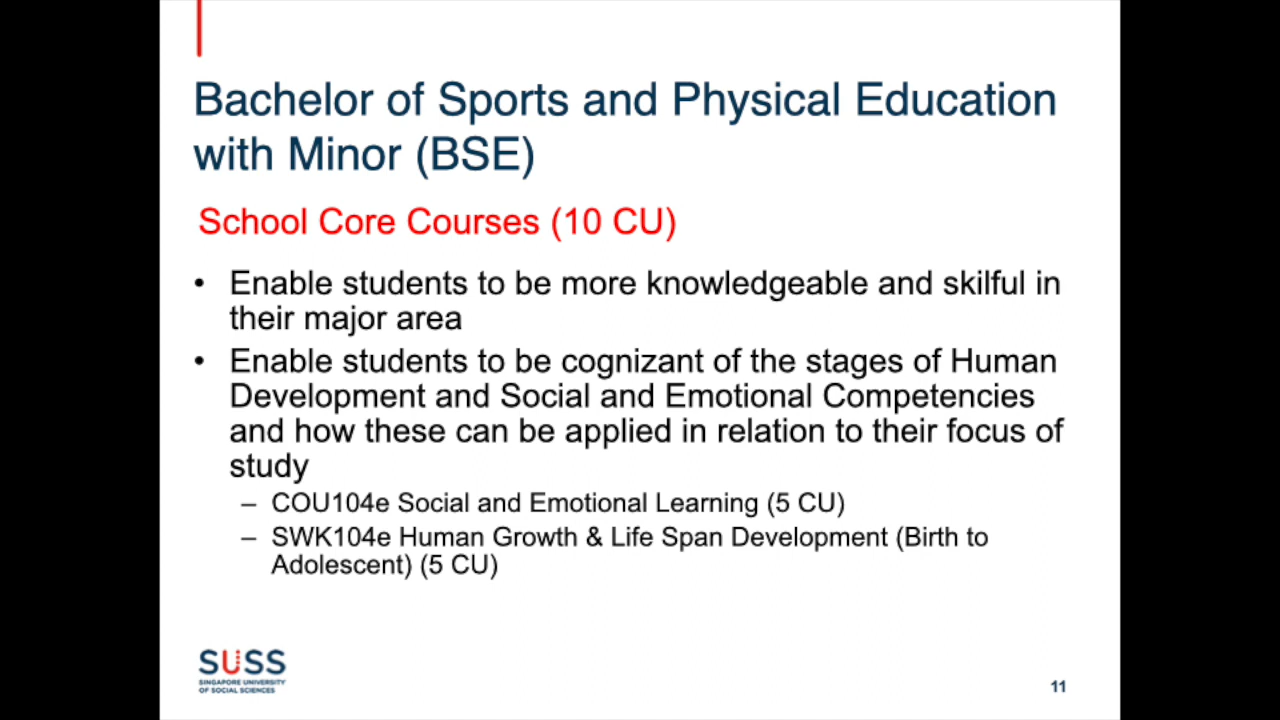 Bachelor of Sports and Physical Education
with Minor (BSE)
School Core Courses (10 CU)
• Enable students to be more knowledgeable and skilful in
their major area
• Enable students to be cognizant of the stages of Human
Development and Social and Emotional Competencies
and how these can be applied in relation to their focus of
study
– COU104e Social and Emotional Learning (5 CU)
– SWK104e Human Growth & Life Span Development (Birth to
Adolescent) (5 CU)
SUSS
SINGAPORE UNIVERSITY
OF SOCIAL SCIENCES
11